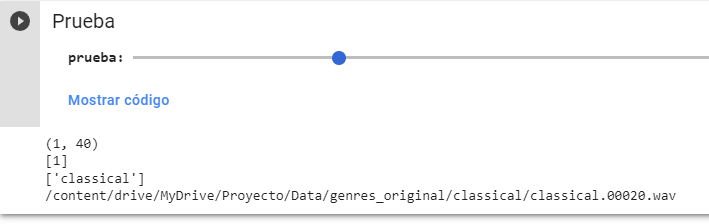 Prueba
prueba:
Mostrar código
(1, 40)
[1]
['classical']
/content/drive/MyDrive/Proyecto/Data/genres_original/classical/classical.00020.wav